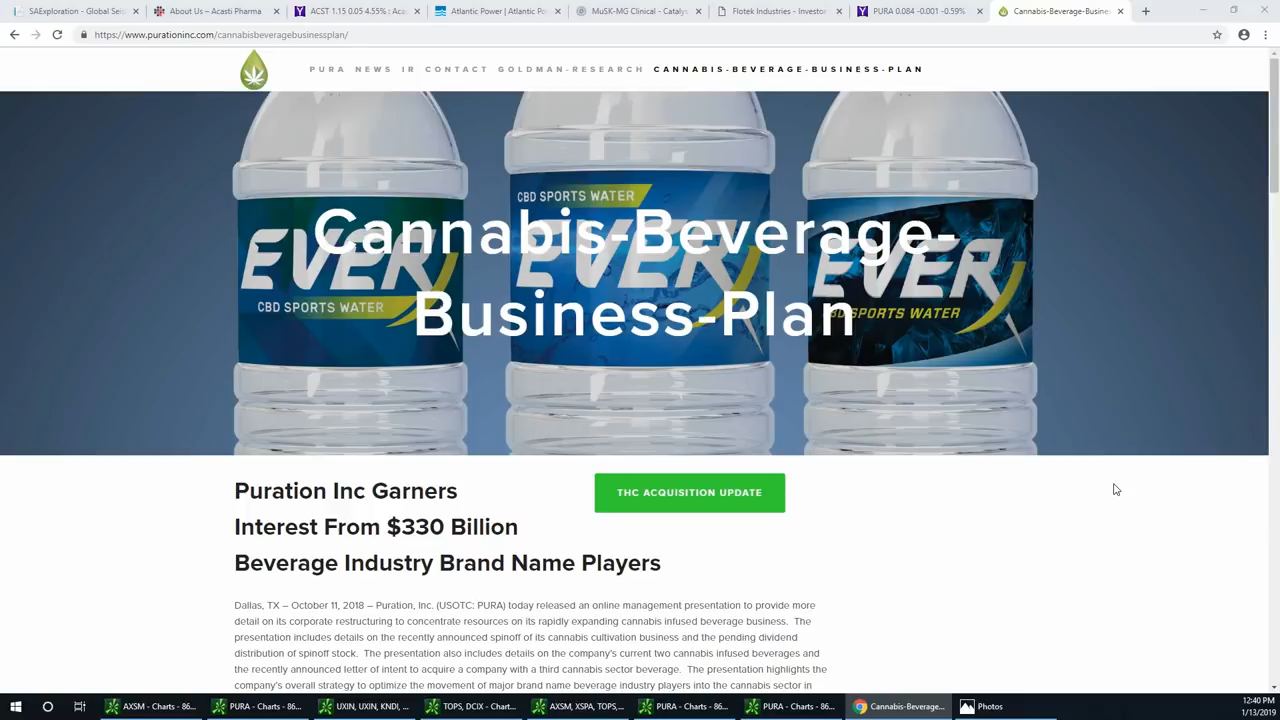 SAExploration - Global Seis
About Us – Acasti Pharma
ACST 1.15 0.05 4.55% : Aca
Atlantic Power | Atlantic Po
MuSK-MG Clinical - Catalys
Flotek Industries - Investor
PURA 0.084 -0.001 -0.59%
Cannabis-Beverage-Busine
https://www.purationinc.com/cannabisbeveragebusinessplan/
PURA NEWS IR CONTACT GOLDMAN-RESEARCH CANNABIS-BEVERAGE-BUSINESS-PLAN
CBD SPORTS WATER
EVER
EVER
EVER
CBD SPORTS WATER
CBD SPORTS WATER
Cannabis-Beverage-
Business-Plan
Puration Inc Garners
Interest From $330 Billion
Beverage Industry Brand Name Players
THC ACQUISITION UPDATE
Dallas, TX – October 11, 2018 – Puration, Inc. (USOTC: PURA) today released an online management presentation to provide more
detail on its corporate restructuring to concentrate resources on its rapidly expanding cannabis infused beverage business. The
presentation includes details on the recently announced spinoff of its cannabis cultivation business and the pending dividend
distribution of spinoff stock. The presentation also includes details on the company's current two cannabis infused beverages and
the recently announced letter of intent to acquire a company with a third cannabis sector beverage. The presentation highlights the
company's overall strategy to optimize the movement of major brand name beverage industry players into the cannabis sector in
AXSM - Charts - 86...
PURA - Charts - 86...
UXIN, UXIN, KNDI, ...
TOPS, DCIX - Chart...
AXSM, XSPA, TOPS,...
PURA - Charts - 86...
PURA - Charts - 86...
Cannabis-Beverage...
Photos
12:40 PM
1/13/2019